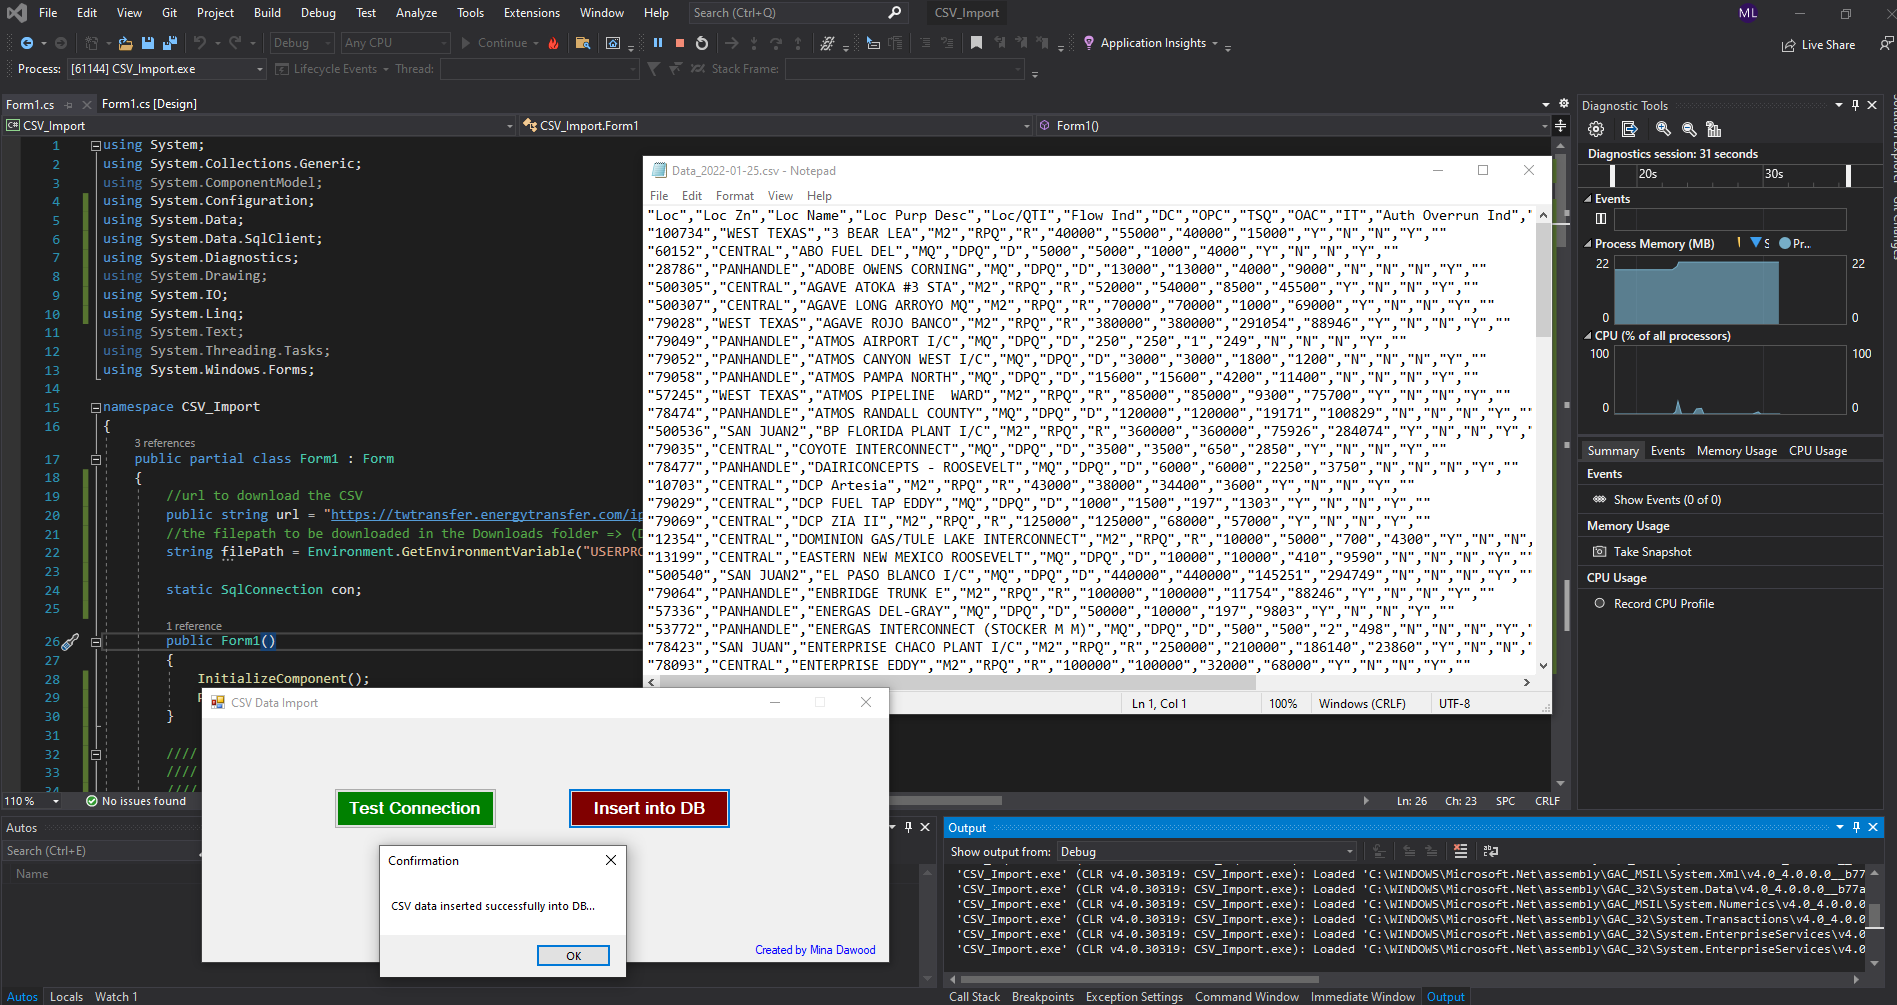 File Edit View Git Project Build Debug Test Analyze Tools Extensions Window Help Search (Ctrl+Q) CSV_Import ML
Debug Any CPU Continue Application Insights Live Share
Process: [61144] CSV_Import.exe Lifecycle Events Thread: Stack Frame:
Form1.cs Form1.cs [Design]
CSV_Import CSV_Import.Form1 Form1()
1 using System;
2 using System.Collections.Generic;
3 using System.ComponentModel;
4 using System.Configuration;
5 using System.Data;
6 using System.Data.SqlClient;
7 using System.Diagnostics;
8 using System.Drawing;
9 using System.IO;
10 using System.Linq;
11 using System.Text;
12 using System.Threading.Tasks;
13 using System.Windows.Forms;
14
15 namespace CSV_Import
16 {
3 references
17 public partial class Form1 : Form
18 {
19 //url to download the CSV
20 public string url = "https://twtransfer.energytransfer.com/ip
21 //the filepath to be downloaded in the Downloads folder => (D
22 string filePath = Environment.GetEnvironmentVariable("USERPRO
23
24 static SqlConnection con;
25
1 reference
26 public Form1()
27 {
28 InitializeComponent();
29
30 }
31
32 ////
33 ////
34 ////
110 % No issues found Ln: 26 Ch: 23 SPC CRLF
Data_2022-01-25.csv - Notepad
File Edit Format View Help
"Loc","Loc Zn","Loc Name","Loc Purp Desc","Loc/QTI","Flow Ind","DC","OPC","TSQ","OAC","IT","Auth Overrun Ind","
"100734","WEST TEXAS","3 BEAR LEA","M2","RPQ","R","40000","55000","40000","15000","Y","N","N","Y",""
"60152","CENTRAL","ABO FUEL DEL","MQ","DPQ","D","5000","5000","1000","4000","Y","N","N","Y",""
"28786","PANHANDLE","ADOBE OWENS CORNING","MQ","DPQ","D","13000","13000","4000","9000","N","N","N","Y",""
"500305","CENTRAL","AGAVE ATOKA #3 STA","M2","RPQ","R","52000","54000","8500","45500","Y","N","N","Y",""
"500307","CENTRAL","AGAVE LONG ARROYO MQ","M2","RPQ","R","70000","70000","1000","69000","Y","N","N","Y",""
"79028","WEST TEXAS","AGAVE ROJO BANCO","M2","RPQ","R","380000","380000","291054","88946","Y","N","N","Y",""
"79049","PANHANDLE","ATMOS AIRPORT I/C","MQ","DPQ","D","250","250","1","249","N","N","N","Y",""
"79052","PANHANDLE","ATMOS CANYON WEST I/C","MQ","DPQ","D","3000","3000","1800","1200","N","N","N","Y",""
"79058","PANHANDLE","ATMOS PAMPA NORTH","MQ","DPQ","D","15600","15600","4200","11400","N","N","N","Y",""
"57245","WEST TEXAS","ATMOS PIPELINE  WARD","M2","RPQ","R","85000","85000","9300","75700","Y","N","N","Y",""
"78474","PANHANDLE","ATMOS RANDALL COUNTY","MQ","DPQ","D","120000","120000","19171","100829","N","N","N","Y",""
"500536","SAN JUAN2","BP FLORIDA PLANT I/C","M2","RPQ","R","360000","360000","75926","284074","Y","N","N","Y","
"79035","CENTRAL","COYOTE INTERCONNECT","MQ","DPQ","D","3500","3500","650","2850","Y","N","N","Y",""
"78477","PANHANDLE","DAIRICONCEPTS - ROOSEVELT","MQ","DPQ","D","6000","6000","2250","3750","N","N","N","Y",""
"10703","CENTRAL","DCP Artesia","M2","RPQ","R","43000","38000","34400","3600","Y","N","N","Y",""
"79029","CENTRAL","DCP FUEL TAP EDDY","MQ","DPQ","D","1000","1500","197","1303","Y","N","N","Y",""
"79069","CENTRAL","DCP ZIA II","M2","RPQ","R","125000","125000","68000","57000","Y","N","N","Y",""
"12354","CENTRAL","DOMINION GAS/TULE LAKE INTERCONNECT","M2","RPQ","R","10000","5000","700","4300","Y","N","N",
"13199","CENTRAL","EASTERN NEW MEXICO ROOSEVELT","MQ","DPQ","D","10000","10000","410","9590","N","N","N","Y",""
"500540","SAN JUAN2","EL PASO BLANCO I/C","MQ","DPQ","D","440000","440000","145251","294749","N","N","N","Y",""
"79064","PANHANDLE","ENBRIDGE TRUNK E","M2","RPQ","R","100000","100000","11754","88246","Y","N","N","Y",""
"57336","PANHANDLE","ENERGAS DEL-GRAY","MQ","DPQ","D","50000","10000","197","9803","Y","N","N","Y",""
"53772","PANHANDLE","ENERGAS INTERCONNECT (STOCKER M M)","MQ","DPQ","D","500","500","2","498","N","N","N","Y","
"78423","SAN JUAN","ENTERPRISE CHACO PLANT I/C","M2","RPQ","R","250000","210000","186140","23860","Y","N","N","
"78093","CENTRAL","ENTERPRISE EDDY","M2","RPQ","R","100000","100000","32000","68000","Y","N","N","Y",""
Ln 1, Col 1 100% Windows (CRLF) UTF-8
CSV Data Import
Test Connection Insert into DB
Confirmation
CSV data inserted successfully into DB...
OK
Created by Mina Dawood
Diagnostic Tools
Diagnostics session: 31 seconds
20s 30s
Events
Process Memory (MB) S Pr...
22 22
0 0
CPU (% of all processors)
100 100
0 0
Summary Events Memory Usage CPU Usage
Events
Show Events (0 of 0)
Memory Usage
Take Snapshot
CPU Usage
Record CPU Profile
Autos
Search (Ctrl+E)
Name
Autos Locals Watch 1
Output
Show output from: Debug
'CSV_Import.exe' (CLR v4.0.30319: CSV_Import.exe): Loaded 'C:\WINDOWS\Microsoft.Net\assembly\GAC_MSIL\System.Xml\v4.0_4.0.0.0__b77
'CSV_Import.exe' (CLR v4.0.30319: CSV_Import.exe): Loaded 'C:\WINDOWS\Microsoft.Net\assembly\GAC_32\System.Data\v4.0_4.0.0.0__b77a
'CSV_Import.exe' (CLR v4.0.30319: CSV_Import.exe): Loaded 'C:\WINDOWS\Microsoft.Net\assembly\GAC_MSIL\System.Numerics\v4.0_4.0.0.0
'CSV_Import.exe' (CLR v4.0.30319: CSV_Import.exe): Loaded 'C:\WINDOWS\Microsoft.Net\assembly\GAC_32\System.Transactions\v4.0_4.0.0
'CSV_Import.exe' (CLR v4.0.30319: CSV_Import.exe): Loaded 'C:\WINDOWS\Microsoft.Net\assembly\GAC_32\System.EnterpriseServices\v4.0
'CSV_Import.exe' (CLR v4.0.30319: CSV_Import.exe): Loaded 'C:\WINDOWS\Microsoft.Net\assembly\GAC_32\System.EnterpriseServices\v4.0
Call Stack Breakpoints Exception Settings Command Window Immediate Window Output